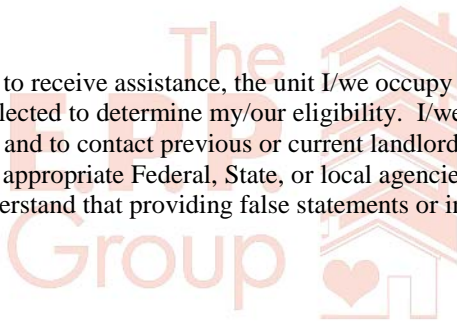 The
to receive assistance, the unit I/we occupy
lected to determine my/our eligibility. I/we
and to contact previous or current landlord
appropriate Federal, State, or local agencie
derstand that providing false statements or in
Group